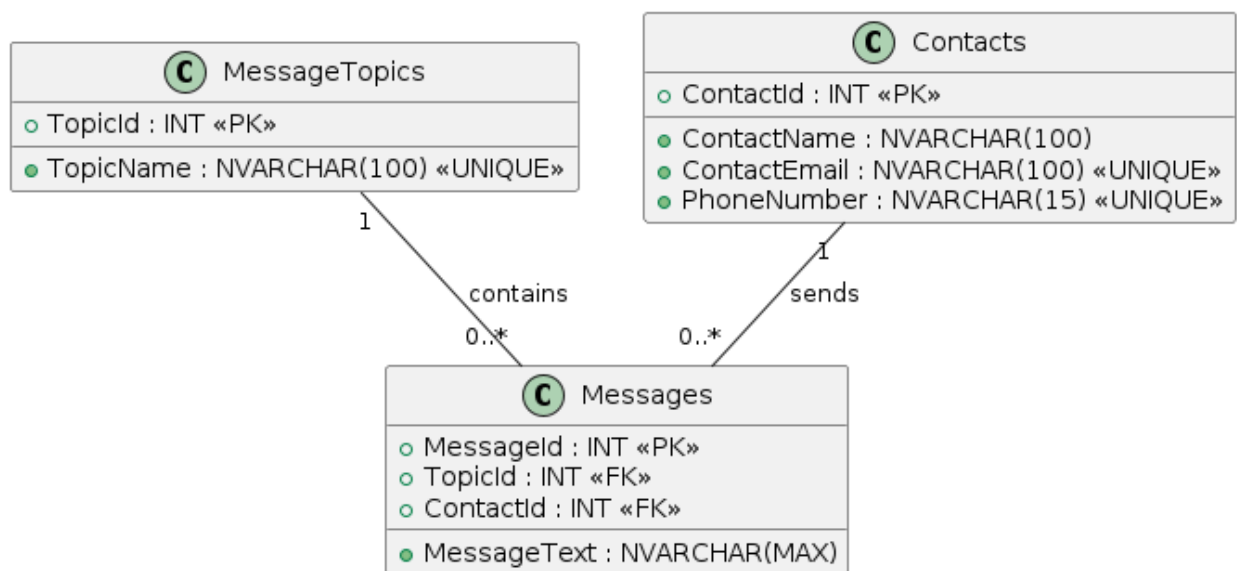 C MessageTopics
TopicId : INT «PK»
TopicName : NVARCHAR(100) «UNIQUE»
C Contacts
ContactId : INT «PK»
ContactName : NVARCHAR(100)
ContactEmail : NVARCHAR(100) «UNIQUE»
PhoneNumber : NVARCHAR(15) «UNIQUE»
1
contains
0..*
1
sends
0..*
C Messages
MessageId : INT «PK»
TopicId : INT «FK»
ContactId : INT «FK»
MessageText : NVARCHAR(MAX)